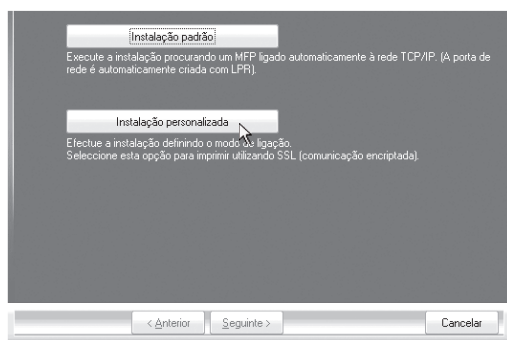 Instalação padrão
Execute a instalação procurando um MFP ligado automaticamente à rede TCP/IP. (A porta de
rede é automaticamente criada com LPR).
Instalação personalizada
Efectue a instalação definindo o modo de ligação.
Seleccione esta opção para imprimir utilizando SSL (comunicação encriptada).
< Anterior
Seguinte >
Cancelar